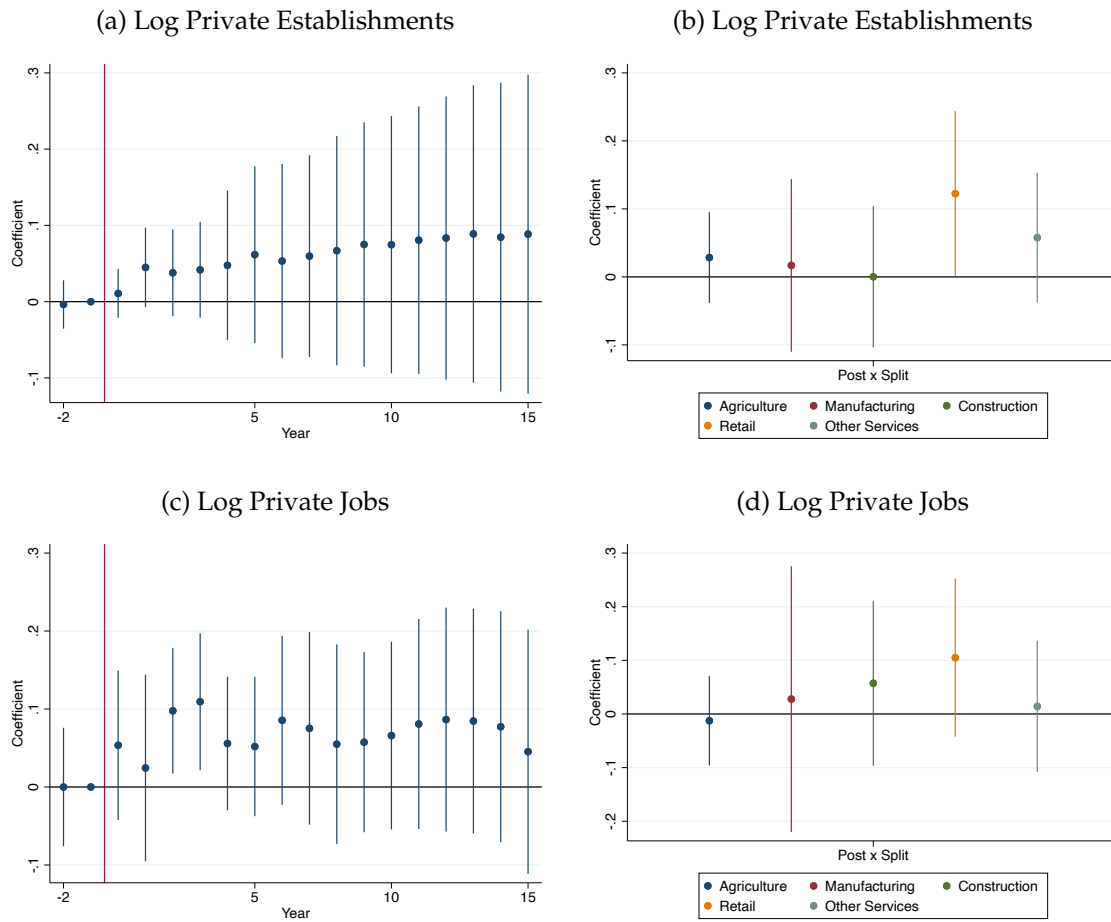 (a) Log Private Establishments
.3
.2
.1
0
-.1
Coefficient
-2
5
10
15
Year
(b) Log Private Establishments
.3
.2
.1
0
-.1
Coefficient
Post x Split
Agriculture Manufacturing Construction
Retail Other Services
(c) Log Private Jobs
.3
.2
.1
0
-.1
Coefficient
-2
5
10
15
Year
(d) Log Private Jobs
.3
.2
.1
0
-.1
-.2
Coefficient
Post x Split
Agriculture Manufacturing Construction
Retail Other Services